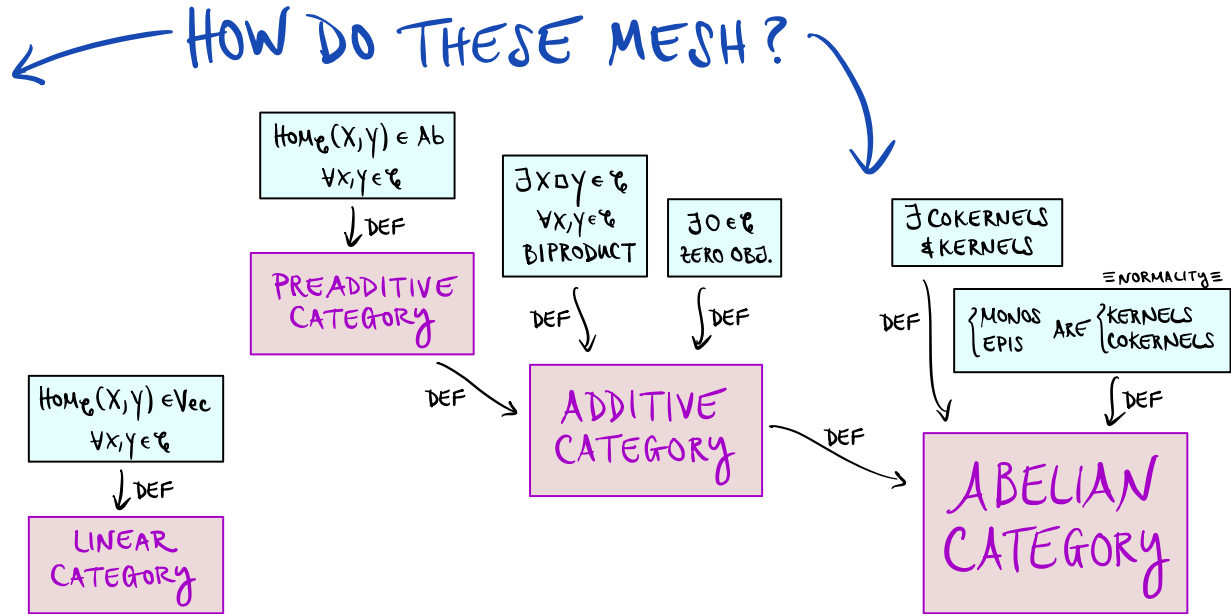 HOW DO THESE MESH?
Hom𝒞(X,Y) ∈ Ab
∀X,Y ∈ 𝒞
DEF
PREADDITIVE
CATEGORY
∃ X □ Y ∈ 𝒞
∀X,Y ∈ 𝒞
BIPRODUCT
∃ 0 ∈ 𝒞
ZERO OBJ.
DEF
DEF
DEF
ADDITIVE
CATEGORY
Hom𝒞(X,Y) ∈ Vec
∀X,Y ∈ 𝒞
DEF
LINEAR
CATEGORY
∃ COKERNELS
& KERNELS
≡NORMALITY≡
{MONOS ARE {KERNELS
EPIS COKERNELS
DEF
DEF
DEF
ABELIAN
CATEGORY